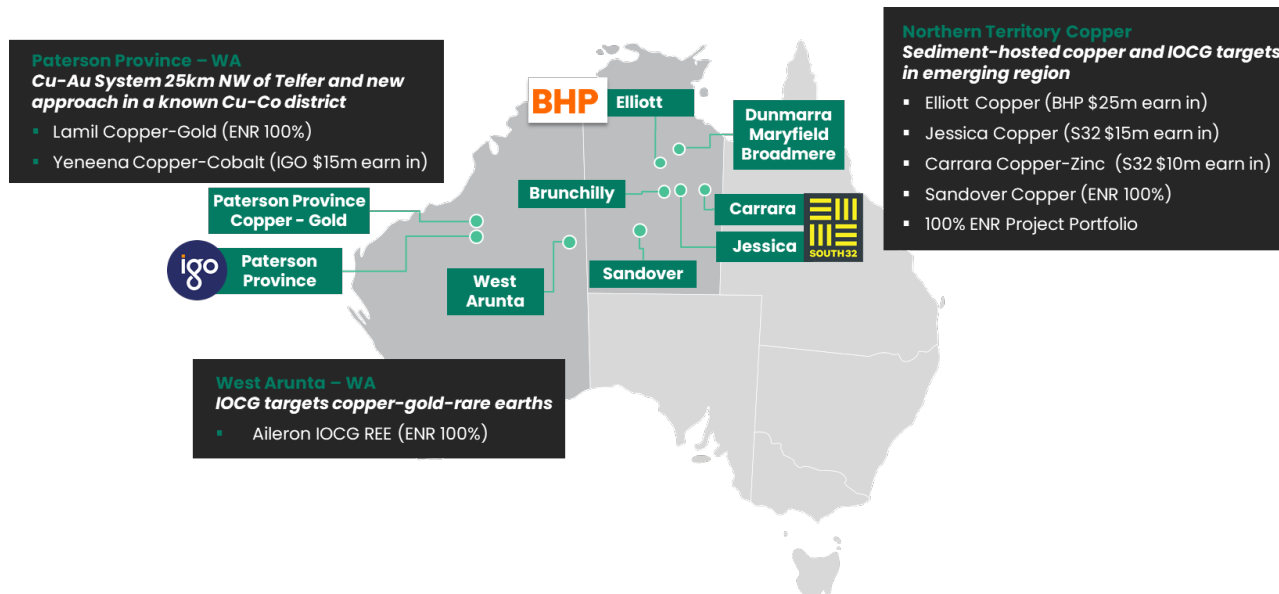 Paterson Province – WA
Cu-Au System 25km NW of Telfer and new
approach in a known Cu-Co district
▪ Lamil Copper-Gold (ENR 100%)
▪ Yeneena Copper-Cobalt (IGO $15m earn in)
Northern Territory Copper
Sediment-hosted copper and IOCG targets
in emerging region
▪ Elliott Copper (BHP $25m earn in)
▪ Jessica Copper (S32 $15m earn in)
▪ Carrara Copper-Zinc (S32 $10m earn in)
▪ Sandover Copper (ENR 100%)
▪ 100% ENR Project Portfolio
BHP
Elliott
Dunmarra
Maryfield
Broadmere
Brunchilly
Carrara
Jessica
SOUTH32
Paterson Province
Copper - Gold
igo
Paterson
Province
West
Arunta
Sandover
West Arunta – WA
IOCG targets copper-gold-rare earths
▪ Aileron IOCG REE (ENR 100%)